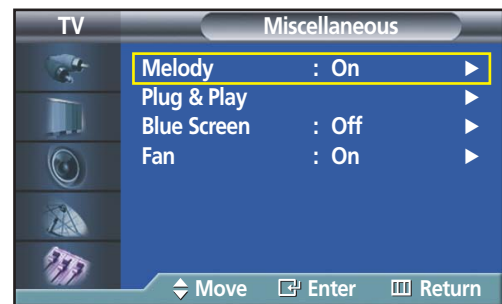 TV Miscellaneous
Melody : On
Plug & Play
Blue Screen : Off
Fan : On
Move Enter Return